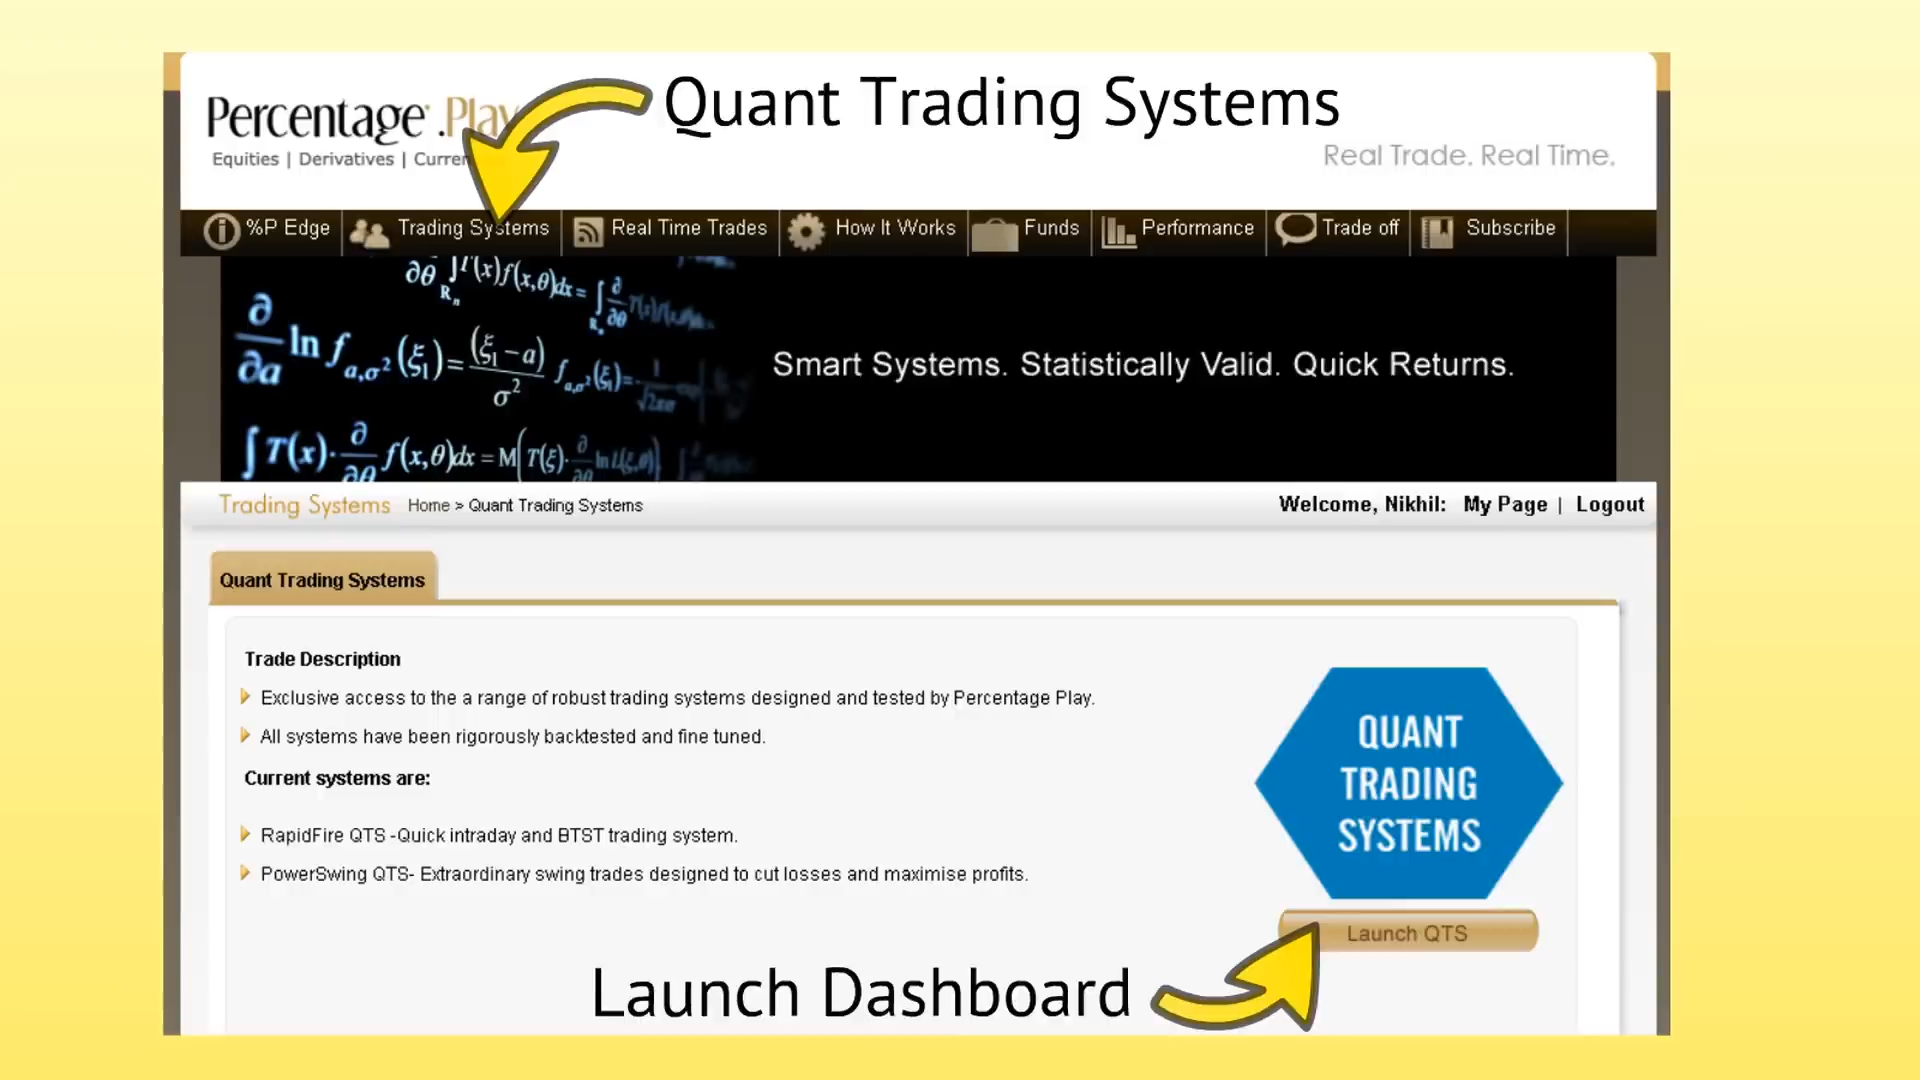 Quant Trading Systems
Percentage .Play
Equities | Derivatives |
Real Trade. Real Time.
%P Edge
Trading Systems
Real Time Trades
How It Works
Funds
Performance
Trade off
Subscribe
Smart Systems. Statistically Valid. Quick Returns.
Trading Systems Home > Quant Trading Systems
Welcome, Nikhil: My Page | Logout
Quant Trading Systems
Trade Description
Exclusive access to the a range of robust trading systems designed and tested by Percentage Play.
All systems have been rigorously backtested and fine tuned.
Current systems are:
RapidFire QTS -Quick intraday and BTST trading system.
PowerSwing QTS- Extraordinary swing trades designed to cut losses and maximise profits.
QUANT
TRADING
SYSTEMS
Launch QTS
Launch Dashboard